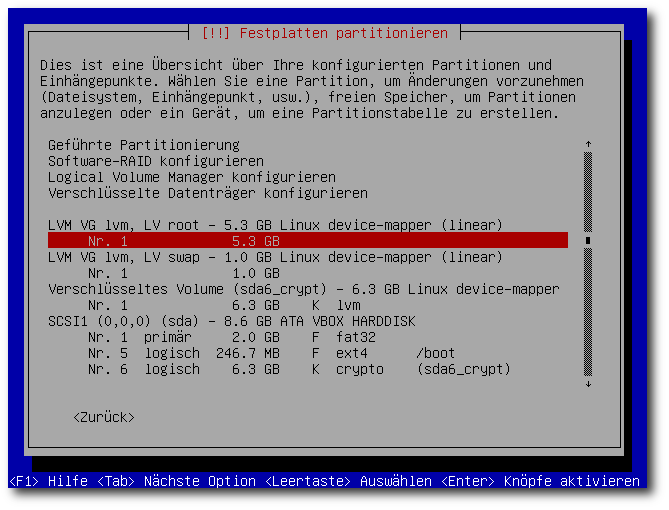 [!!] Festplatten partitionieren
Dies ist eine Übersicht über Ihre konfigurierten Partitionen und
Einhängepunkte. Wählen Sie eine Partition, um Änderungen vorzunehmen
(Dateisystem, Einhängepunkt, usw.), freien Speicher, um Partitionen
anzulegen oder ein Gerät, um eine Partitionstabelle zu erstellen.
Geführte Partitionierung
Software-RAID konfigurieren
Logical Volume Manager konfigurieren
Verschlüsselte Datenträger konfigurieren
LVM VG lvm, LV root - 5.3 GB Linux device-mapper (linear)
Nr. 1 5.3 GB
LVM VG lvm, LV swap - 1.0 GB Linux device-mapper (linear)
Nr. 1 1.0 GB
Verschlüsseltes Volume (sda6_crypt) - 6.3 GB Linux device-mapper
Nr. 1 6.3 GB K lvm
SCSI1 (0,0,0) (sda) - 8.6 GB ATA VBOX HARDDISK
Nr. 1 primär 2.0 GB F fat32
Nr. 5 logisch 246.7 MB F ext4 /boot
Nr. 6 logisch 6.3 GB K crypto (sda6_crypt)
<Zurück>
<F1> Hilfe <Tab> Nächste Option <Leertaste> Auswählen <Enter> Knöpfe aktivieren